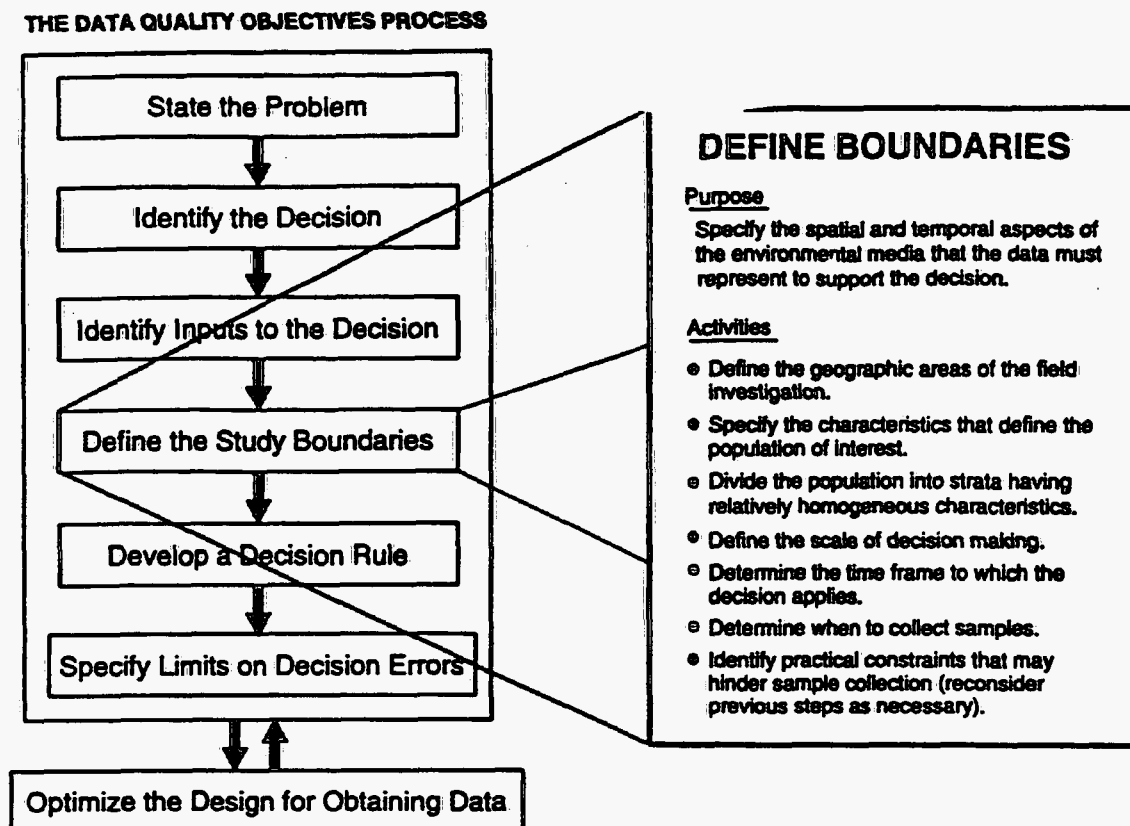 THE DATA QUALITY OBJECTIVES PROCESS
State the Problem
Identify the Decision
Identify Inputs to the Decision
Define the Study Boundaries
Develop a Decision Rule
Specify Limits on Decision Errors
Optimize the Design for Obtaining Data
DEFINE BOUNDARIES
Purpose
Specify the spatial and temporal aspects of
the environmental media that the data must
represent to support the decision.
Activities
• Define the geographic areas of the field
investigation.
• Specify the characteristics that define the
population of interest.
• Divide the population into strata having
relatively homogeneous characteristics.
• Define the scale of decision making.
• Determine the time frame to which the
decision applies.
• Determine when to collect samples.
• Identify practical constraints that may
hinder sample collection (reconsider
previous steps as necessary).